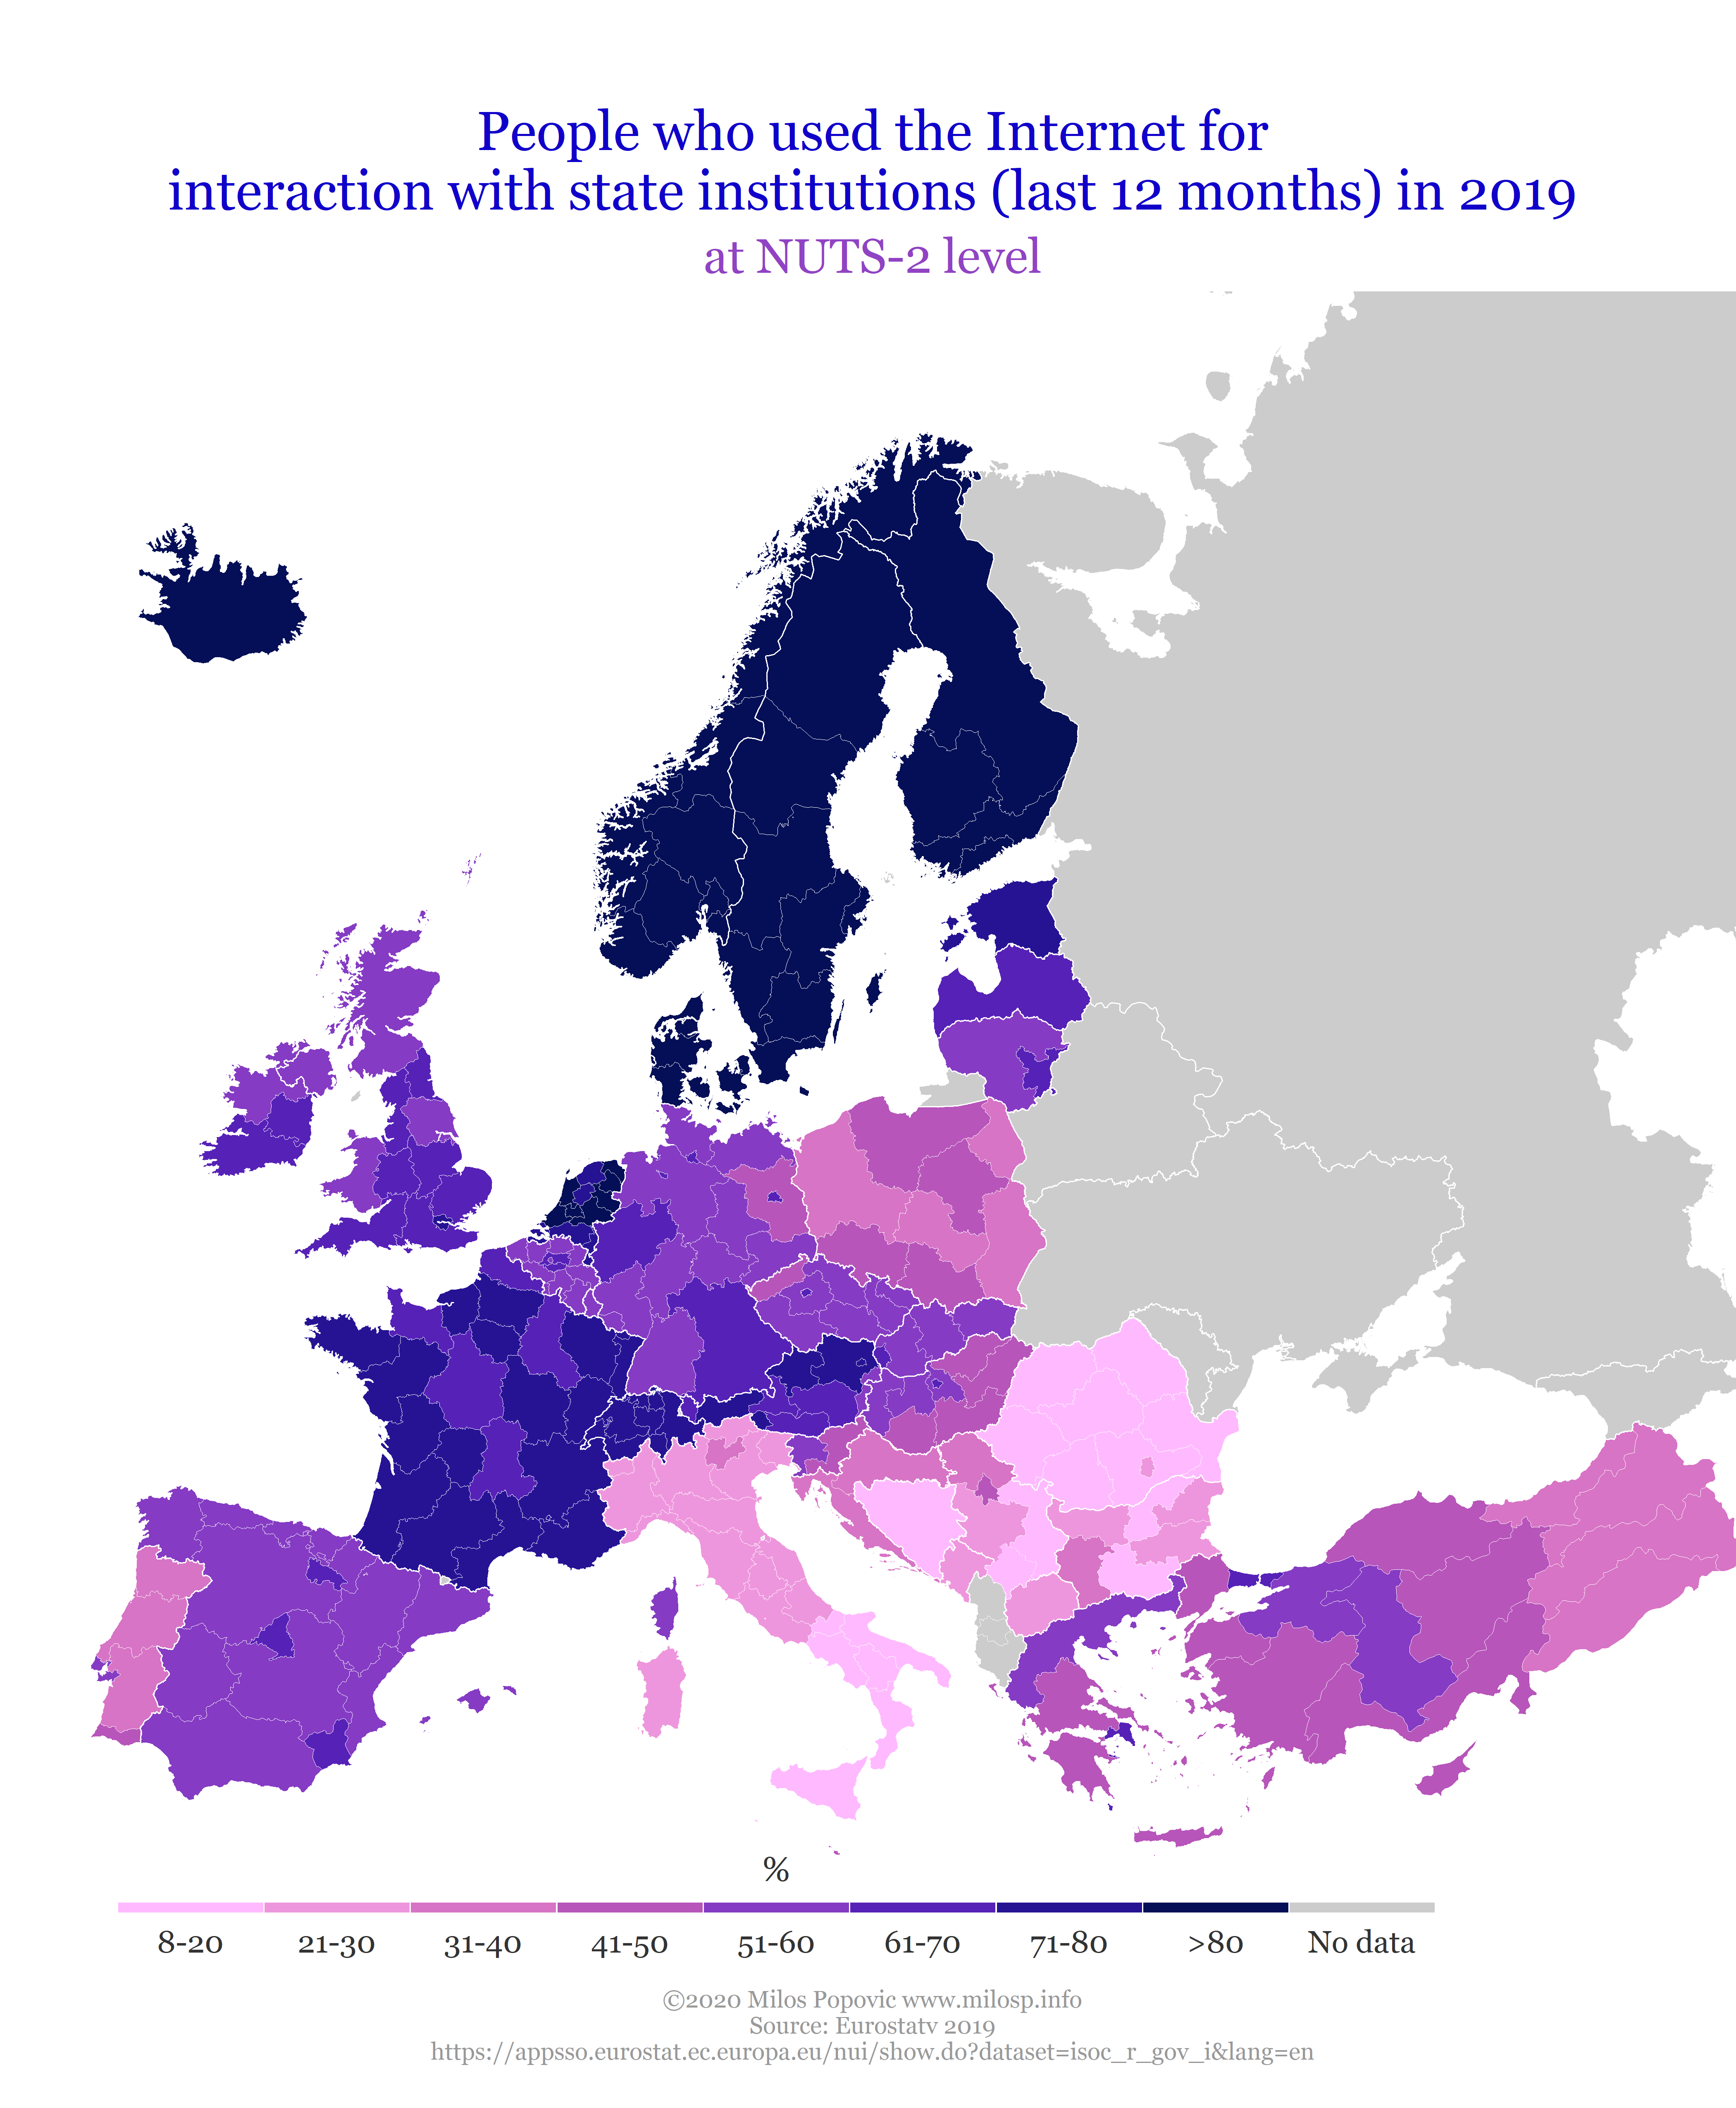 People who used the Internet for
interaction with state institutions (last 12 months) in 2019
at NUTS-2 level
%
8-20 21-30 31-40 41-50 51-60 61-70 71-80 >80 No data
©2020 Milos Popovic www.milosp.info
Source: Eurostatv 2019
https://appsso.eurostat.ec.europa.eu/nui/show.do?dataset=isoc_r_gov_i&lang=en